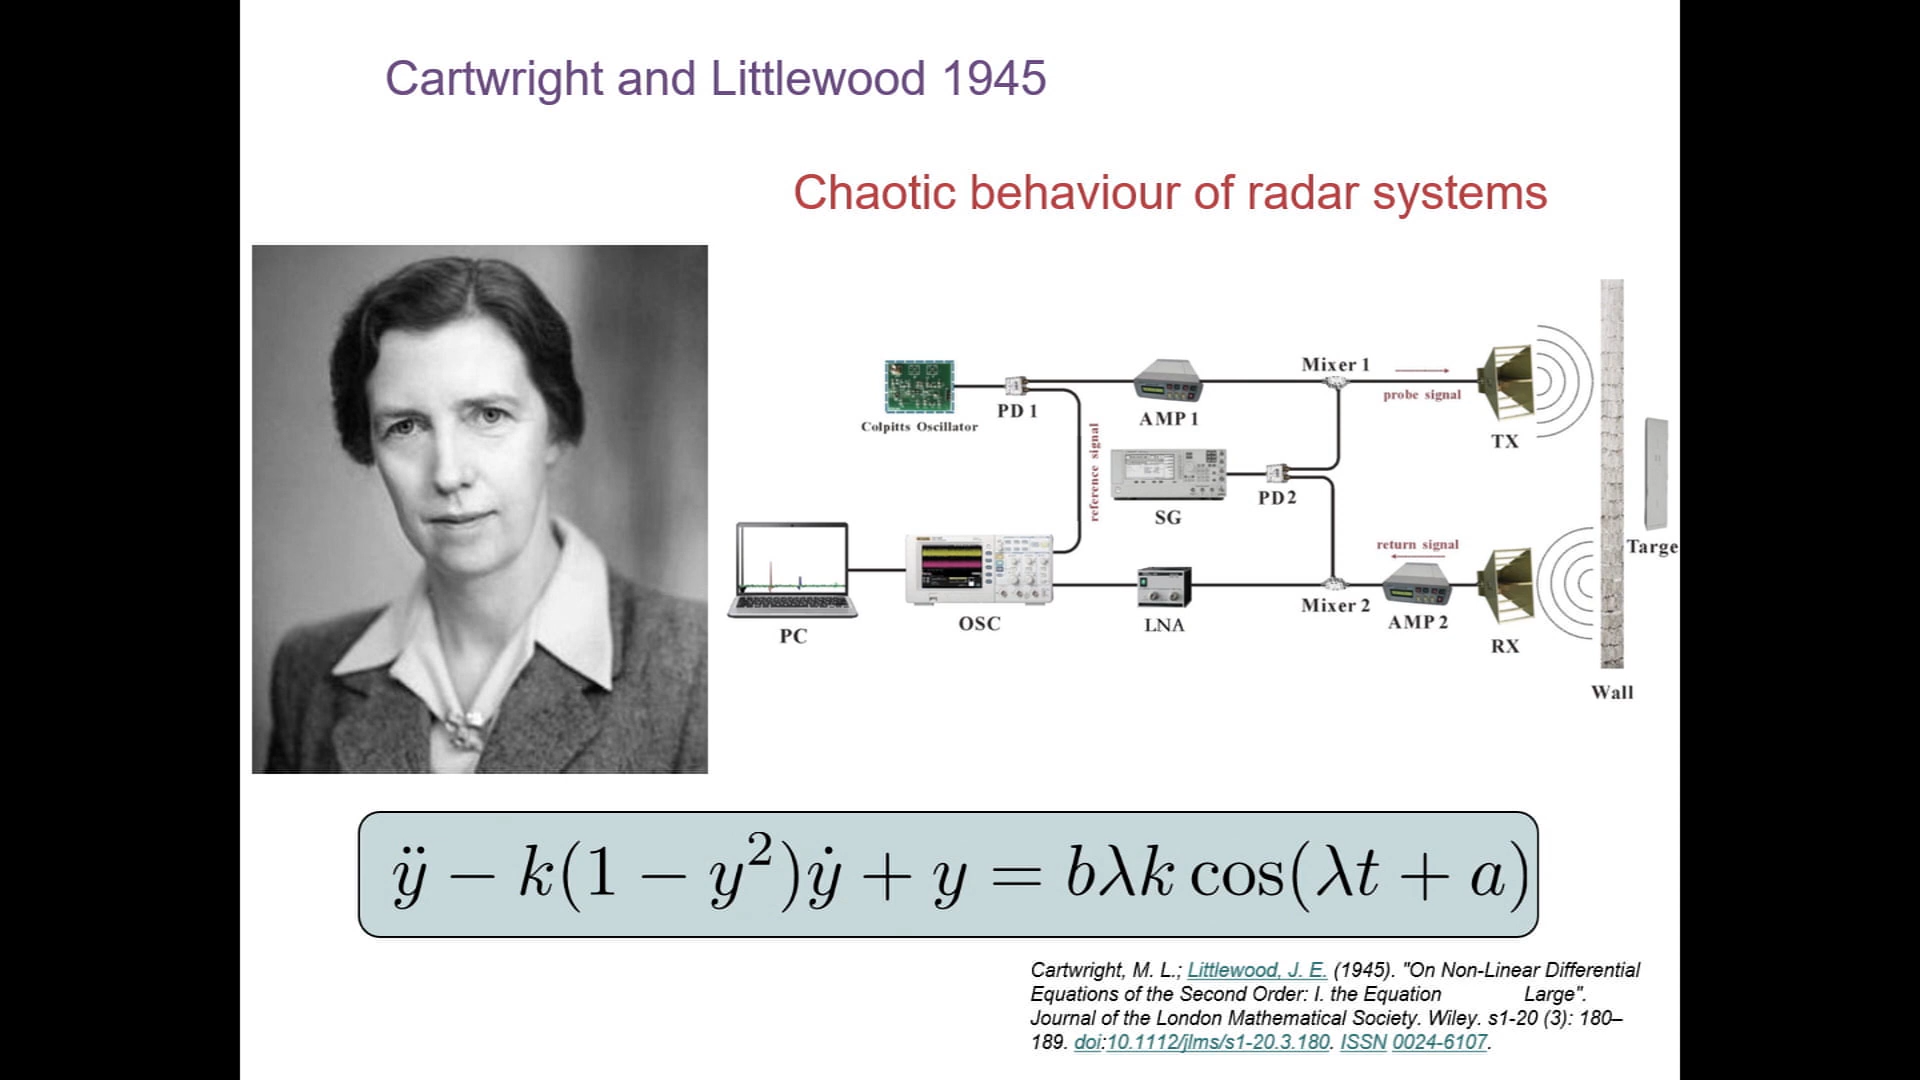 Cartwright and Littlewood 1945
Chaotic behaviour of radar systems
Mixer 1
probe signal
PD 1
Colpitts Oscillator
AMP 1
TX
reference signal
SG
PD 2
return signal
Target
PC
OSC
LNA
Mixer 2
AMP 2
RX
Wall
ÿ − k(1 − y²)ẏ + y = bλk cos(λt + a)
Cartwright, M. L.; Littlewood, J. E. (1945). "On Non-Linear Differential
Equations of the Second Order: I. the Equation Large".
Journal of the London Mathematical Society. Wiley. s1-20 (3): 180–
189. doi:10.1112/jlms/s1-20.3.180. ISSN 0024-6107.